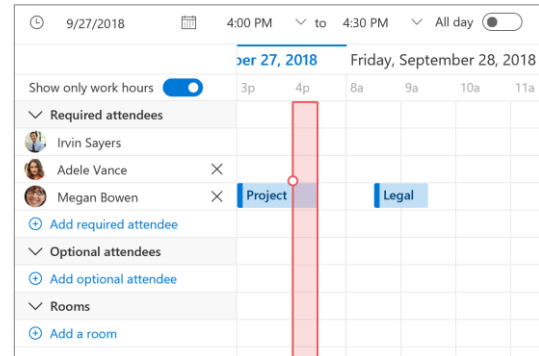 9/27/2018 4:00 PM to 4:30 PM All day
ber 27, 2018 Friday, September 28, 2018
Show only work hours 3p 4p 8a 9a 10a 11a
Required attendees
Irvin Sayers
Adele Vance
Megan Bowen Project Legal
Add required attendee
Optional attendees
Add optional attendee
Rooms
Add a room